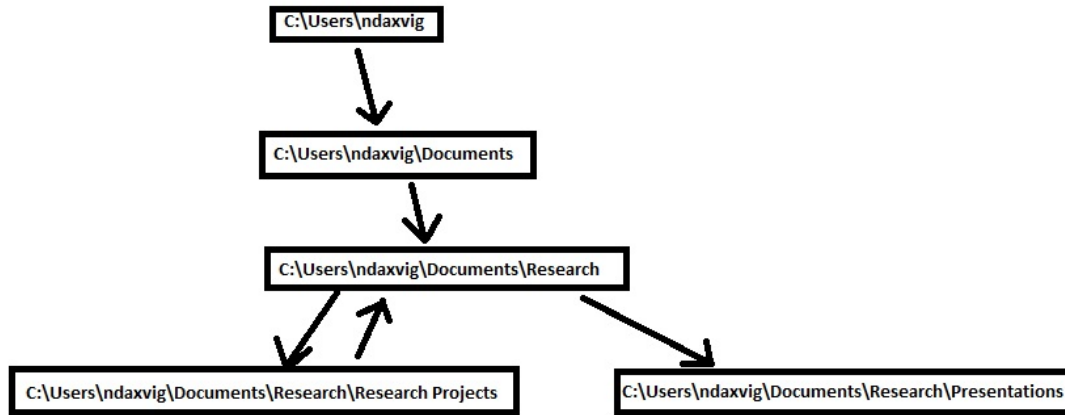 C:\Users\ndaxvig
C:\Users\ndaxvig\Documents
C:\Users\ndaxvig\Documents\Research
C:\Users\ndaxvig\Documents\Research\Research Projects
C:\Users\ndaxvig\Documents\Research\Presentations